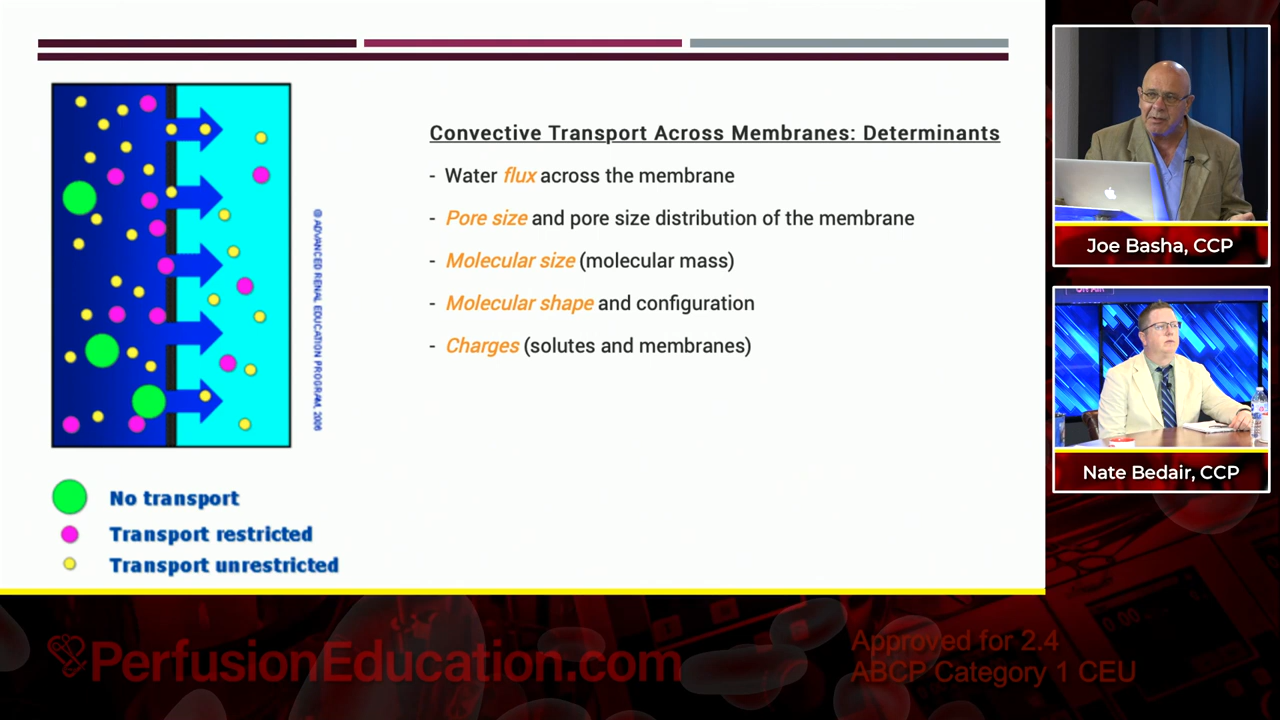 Convective Transport Across Membranes: Determinants
- Water flux across the membrane
- Pore size and pore size distribution of the membrane
- Molecular size (molecular mass)
- Molecular shape and configuration
- Charges (solutes and membranes)
@ ADVANCED RENAL EDUCATION PROGRAM, 2006
No transport
Transport restricted
Transport unrestricted
Joe Basha, CCP
ON AIR
Nate Bedair, CCP
PerfusionEducation.com
Approved for 2.4
ABCP Category 1 CEU